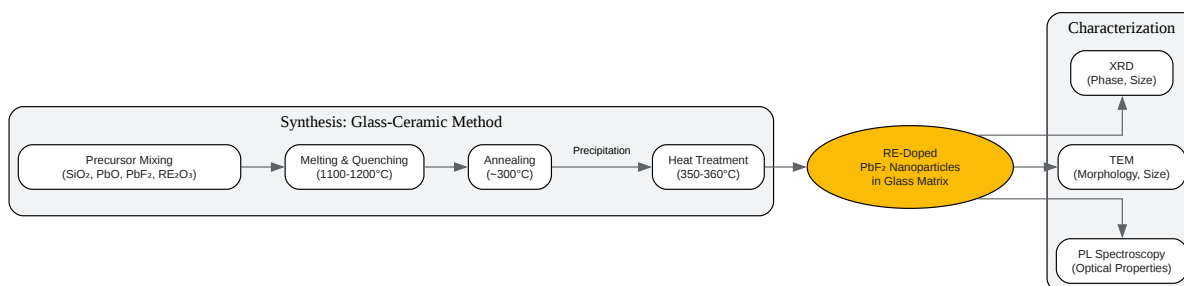 Synthesis: Glass-Ceramic Method
Precursor Mixing
(SiO₂, PbO, PbF₂, RE₂O₃)
Melting & Quenching
(1100-1200°C)
Annealing
(~300°C)
Precipitation
Heat Treatment
(350-360°C)
RE-Doped
PbF₂ Nanoparticles
in Glass Matrix
Characterization
XRD
(Phase, Size)
TEM
(Morphology, Size)
PL Spectroscopy
(Optical Properties)